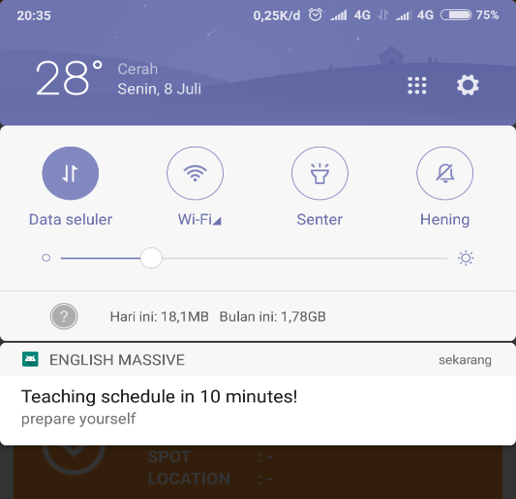 20:35 0,25K/d 4G 4G 75%
28° Cerah
Senin, 8 Juli
Data seluler Wi-Fi Senter Hening
? Hari ini: 18,1MB Bulan ini: 1,78GB
ENGLISH MASSIVE sekarang
Teaching schedule in 10 minutes!
prepare yourself
SPOT : -
LOCATION : -